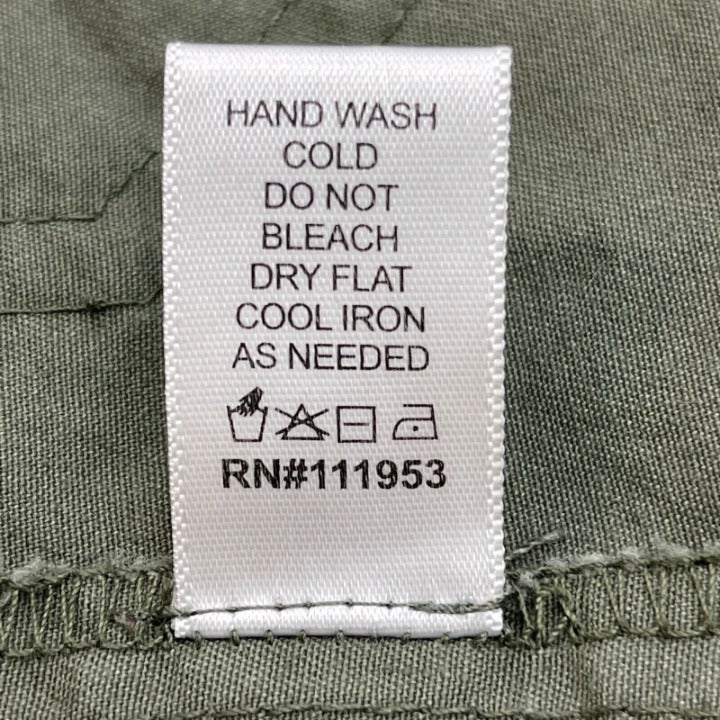 HAND WASH
COLD
DO NOT
BLEACH
DRY FLAT
COOL IRON
AS NEEDED
RN#111953